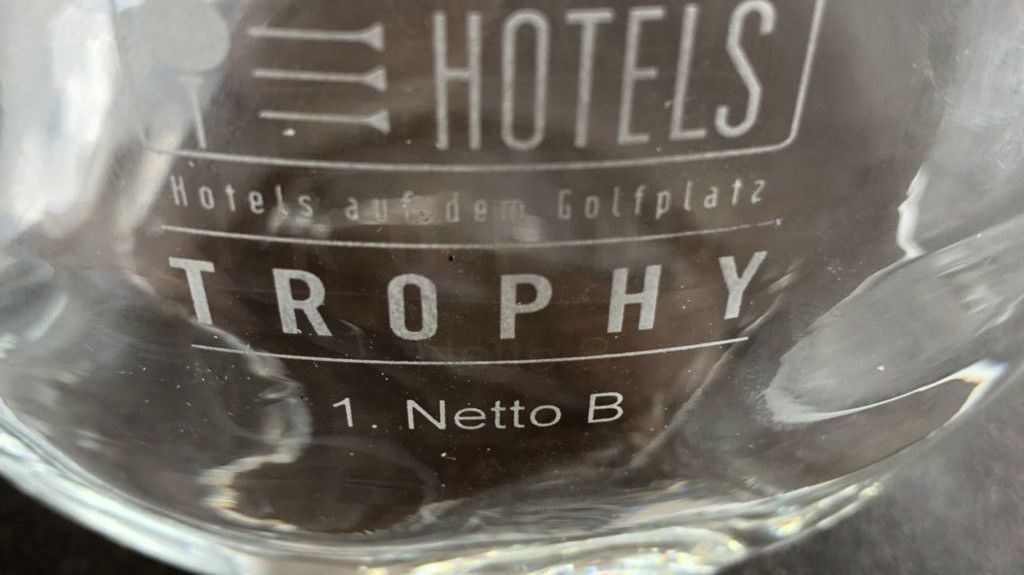 HOTELS
Hotels auf dem Golfplatz
TROPHY
1. Netto B